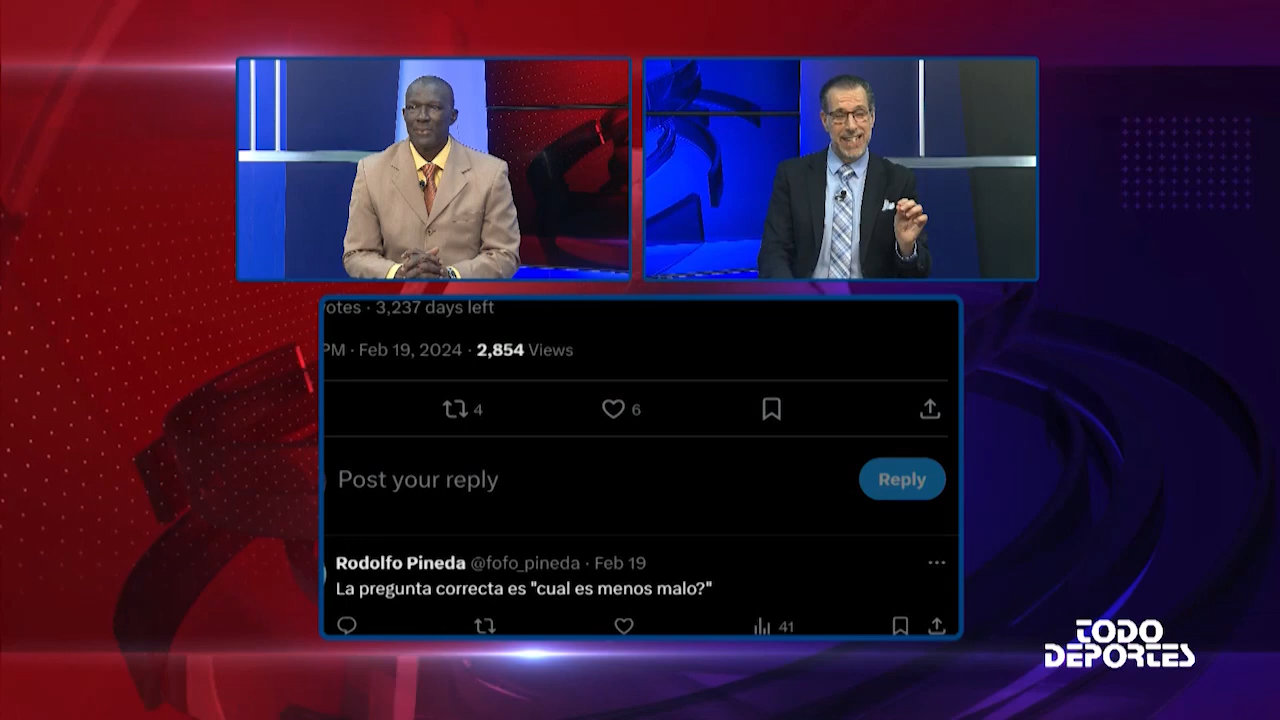 otes · 3,237 days left
PM · Feb 19, 2024 · 2,854 Views
4
6
Post your reply
Reply
Rodolfo Pineda @fofo_pineda · Feb 19
La pregunta correcta es "cual es menos malo?"
41
TODO
DEPORTES